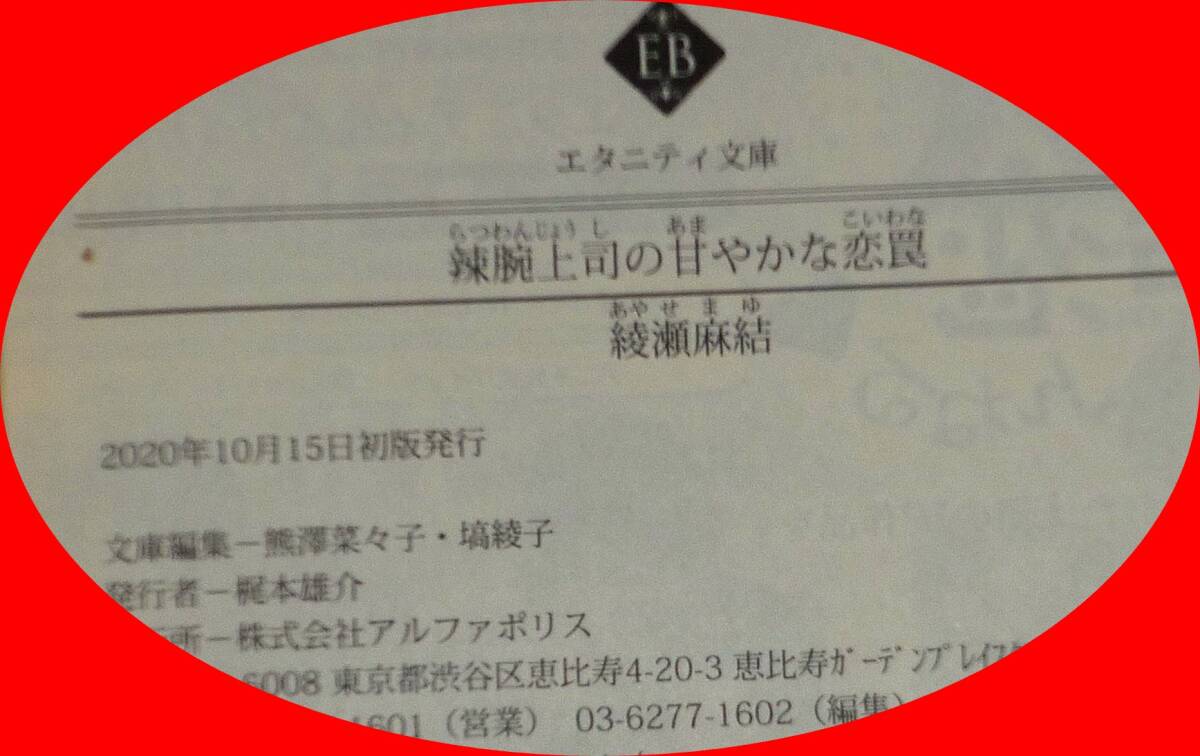 EB
エタニティ文庫
らつわんじょうし あま こいわな
辣腕上司の甘やかな恋罠
あやせまゆ
綾瀬麻結
2020年10月15日初版発行
文庫編集－熊澤菜々子・塙綾子
発行者－梶本雄介
所－株式会社アルファポリス
6008 東京都渋谷区恵比寿4-20-3 恵比寿ｶﾞｰﾃﾞﾝﾌﾟﾚｲｽ
1601（営業） 03-6277-1602（編集）